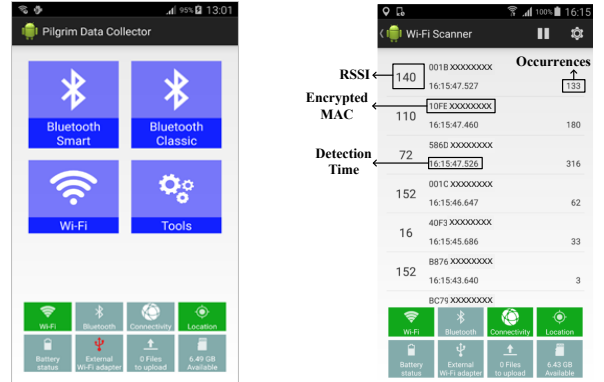 95% 13:01
Pilgrim Data Collector
Bluetooth
Smart
Bluetooth
Classic
Wi-Fi
Tools
Wi-Fi
Bluetooth
Connectivity
Location
Battery
status
External
Wi-Fi adapter
0 Files
to upload
6.49 GB
Available
100% 16:15
Wi-Fi Scanner
RSSI
Occurrences
140
001B XXXXXXXX
16:15:47.527
133
Encrypted
MAC
110
10FE XXXXXXXX
16:15:47.460
180
Detection
Time
72
586D XXXXXXXX
16:15:47.526
316
152
001C XXXXXXXX
16:15:46.647
62
16
40F3 XXXXXXXX
16:15:45.686
33
152
B876 XXXXXXXX
16:15:43.640
3
BC79 XXXXXXXX
Wi-Fi
Bluetooth
Connectivity
Location
Battery
status
External
Wi-Fi adapter
0 Files
to upload
6.43 GB
Available